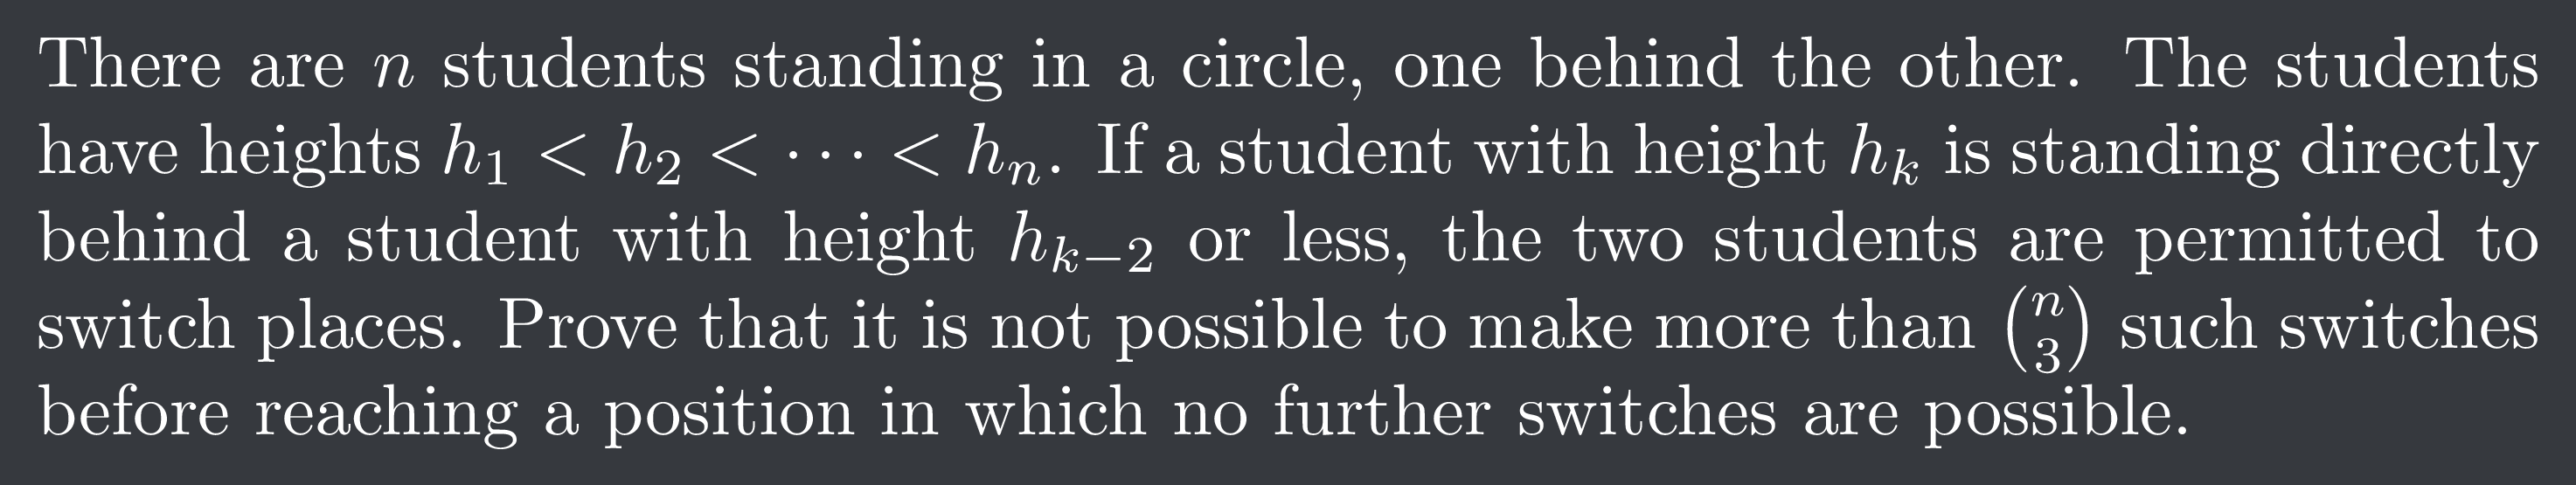 There are $n$ students standing in a circle, one behind the other. The students
have heights $h_1 < h_2 < \cdots < h_n$. If a student with height $h_k$ is standing directly
behind a student with height $h_{k-2}$ or less, the two students are permitted to
switch places. Prove that it is not possible to make more than $\binom{n}{3}$ such switches
before reaching a position in which no further switches are possible.